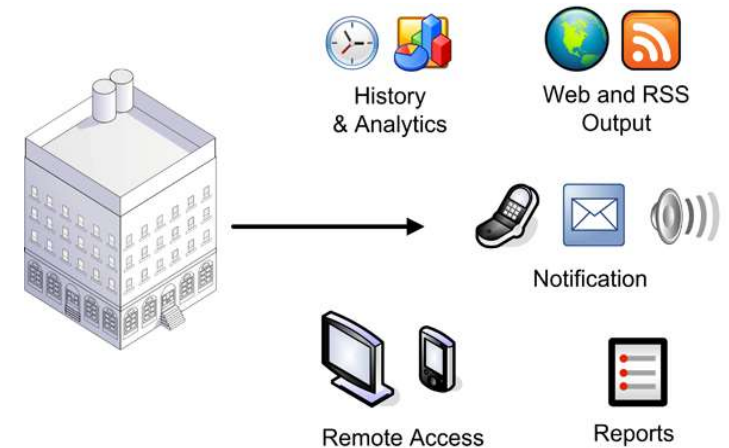 History
& Analytics
Web and RSS
Output
Notification
Remote Access
Reports